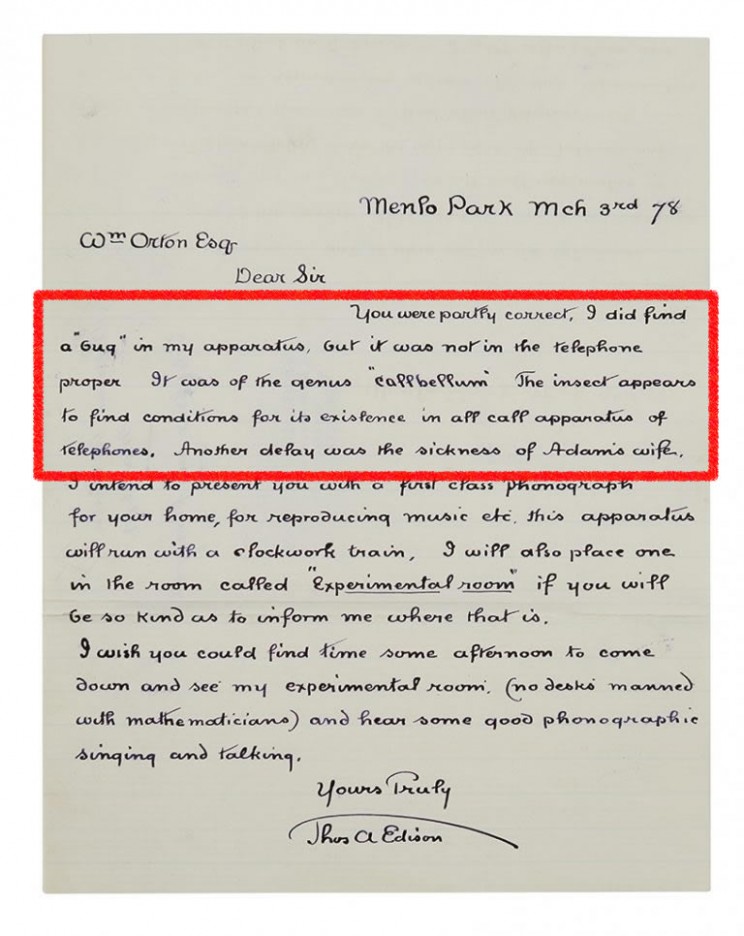 Menlo Park Mch 3rd 78
Wm Orton Esq
Dear Sir
You were partly correct, I did find
a "bug" in my apparatus, but it was not in the telephone
proper It was of the genus "callbellum" The insect appears
to find conditions for its existence in all call apparatus of
telephones. Another delay was the sickness of Adams wife.
I intend to present you with a first class phonograph
for your home, for reproducing music etc. this apparatus
will run with a clockwork train, I will also place one
in the room called "Experimental room" if you will
be so kind as to inform me where that is.
I wish you could find time some afternoon to come
down and see my experimental room, (no desks manned
with mathematicians) and hear some good phonographic
singing and talking.
Yours Truly
Thos A Edison